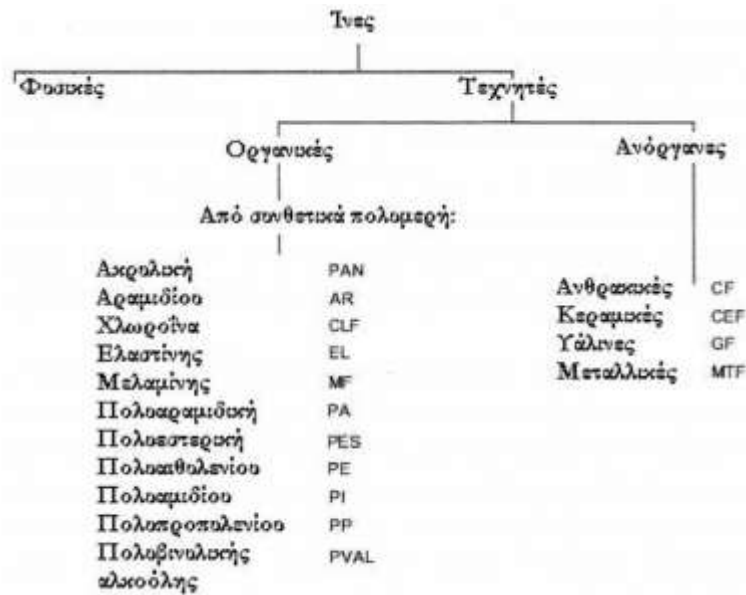 Ίνες
Φυσικές Τεχνητές
Οργανικές Ανόργανες
Από συνθετικά πολυμερή:
Ακρυλική PAN
Αραμιδίου AR
Χλωροΐνα CLF
Ελαστίνης EL
Μελαμίνης MF
Πολυαραμιδική PA
Πολυεστερική PES
Πολυαιθυλενίου PE
Πολυαμιδίου PI
Πολυπροπυλενίου PP
Πολυβινυλικής PVAL
αλκοόλης
Ανθρακικές CF
Κεραμικές CEF
Υάλινες GF
Μεταλλικές MTF